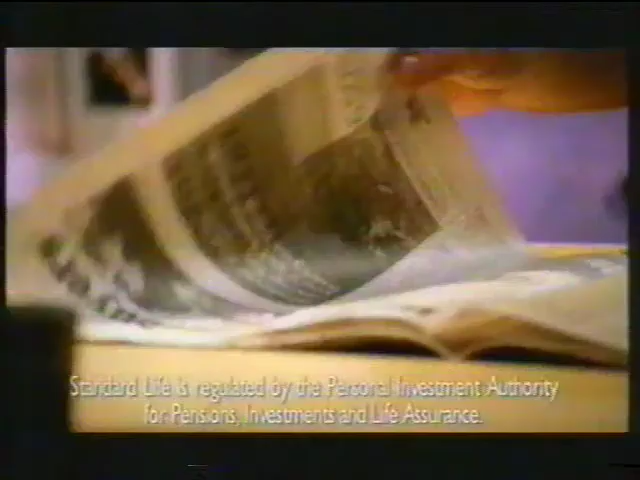 Standard Life is regulated by the Personal Investment Authority
for Pensions, Investments and Life Assurance.